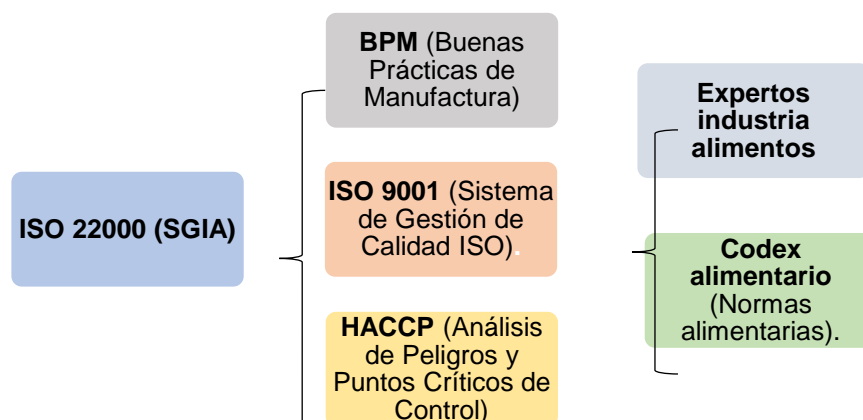 BPM (Buenas
Prácticas de
Manufactura)
Expertos
industria
alimentos
ISO 22000 (SGIA)
ISO 9001 (Sistema
de Gestión de
Calidad ISO).
Codex
alimentario
(Normas
alimentarias).
HACCP (Análisis
de Peligros y
Puntos Críticos de
Control)